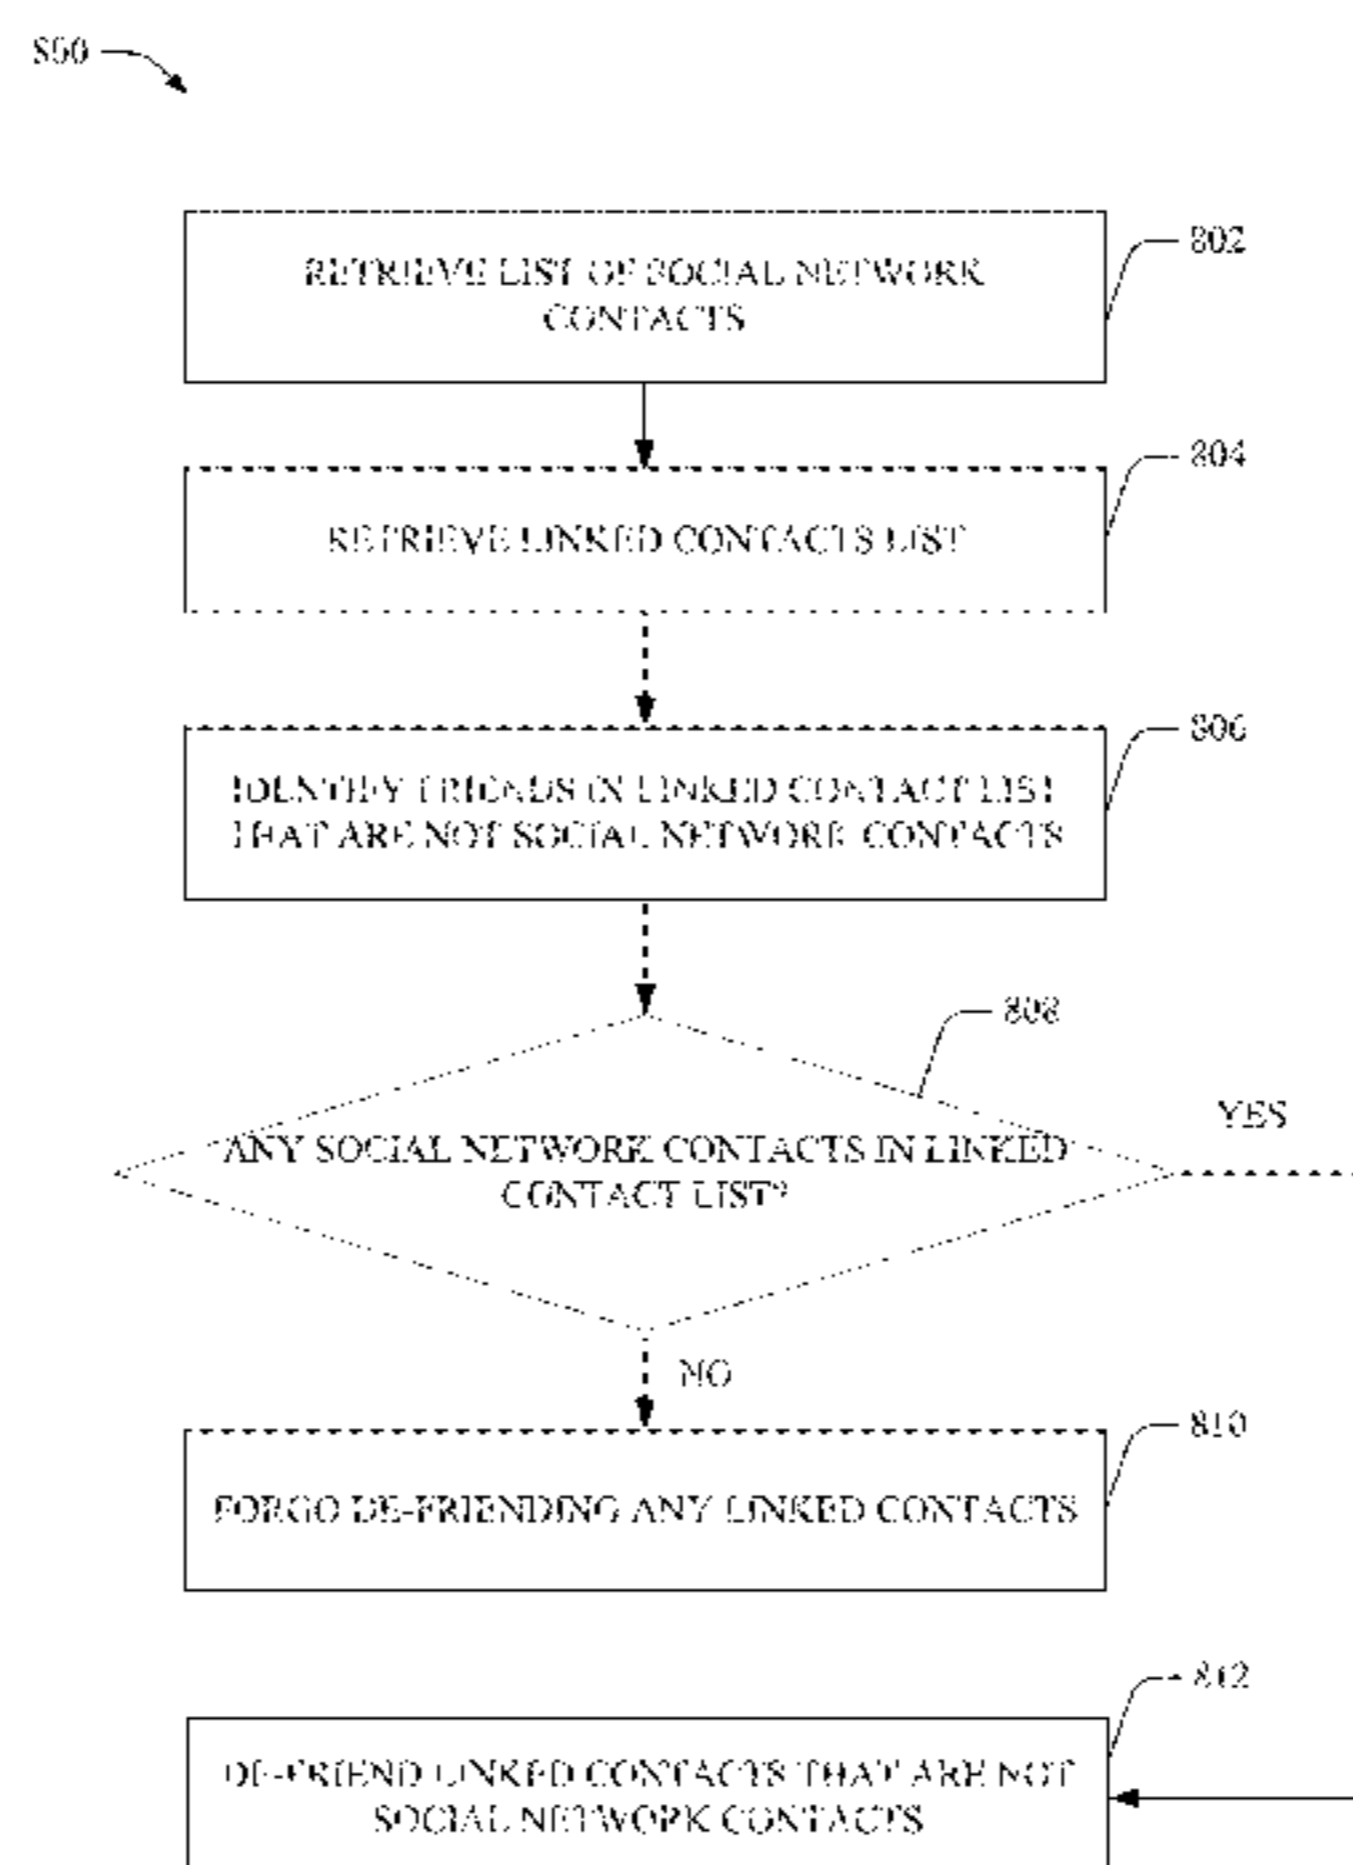 800
802
RETRIEVE LIST OF SOCIAL NETWORK
CONTACTS
804
RETRIEVE LINKED CONTACTS LIST
806
IDENTIFY FRIENDS IN LINKED CONTACT LIST
THAT ARE NOT SOCIAL NETWORK CONTACTS
808
YES
ANY SOCIAL NETWORK CONTACTS IN LINKED
CONTACT LIST?
NO
810
FORGO DE-FRIENDING ANY LINKED CONTACTS
812
DE-FRIEND LINKED CONTACTS THAT ARE NOT
SOCIAL NETWORK CONTACTS